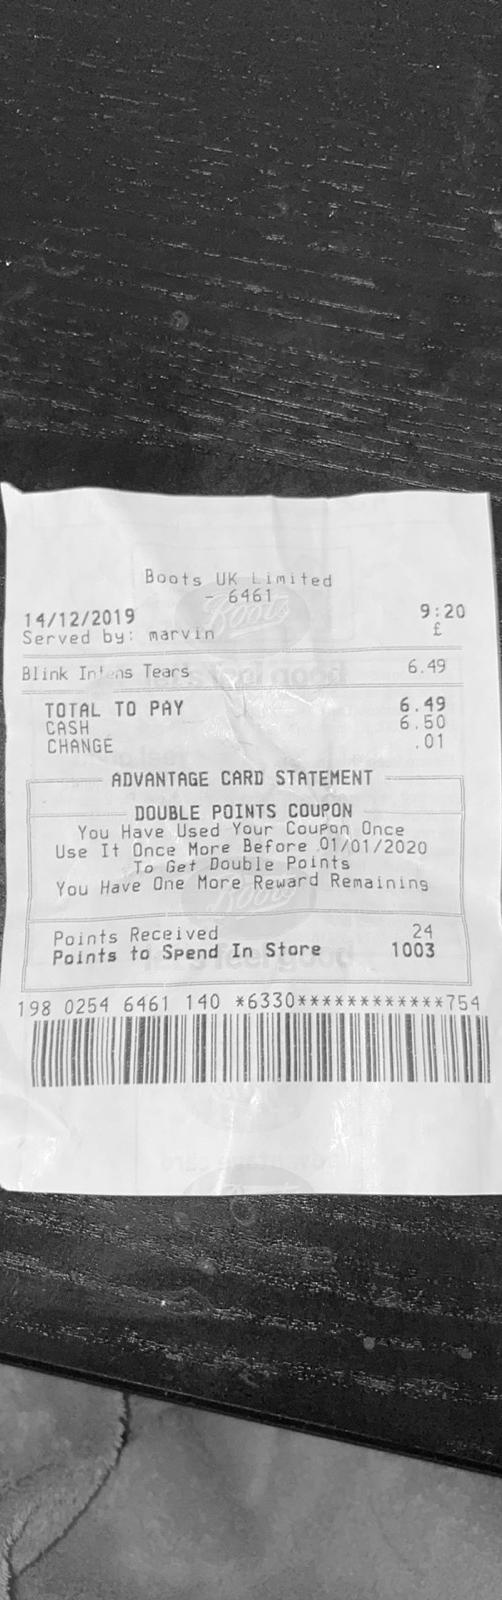 Boots UK Limited
- 6461
14/12/2019 9:20
Served by: marvin £
Blink Intens Tears 6.49
TOTAL TO PAY 6.49
CASH 6.50
CHANGE .01
ADVANTAGE CARD STATEMENT
DOUBLE POINTS COUPON
You Have Used Your Coupon Once
Use It Once More Before 01/01/2020
To Get Double Points
You Have One More Reward Remaining
Points Received 24
Points to Spend In Store 1003
198 0254 6461 140 *6330************754